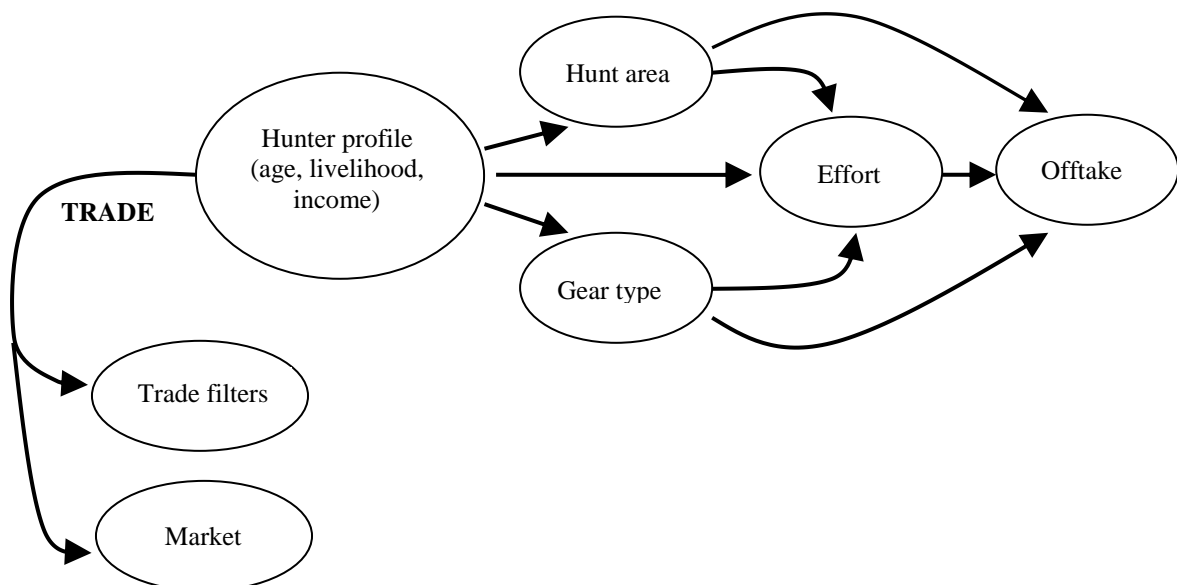 Hunt area
Hunter profile
(age, livelihood,
income)
Effort
Offtake
TRADE
Gear type
Trade filters
Market